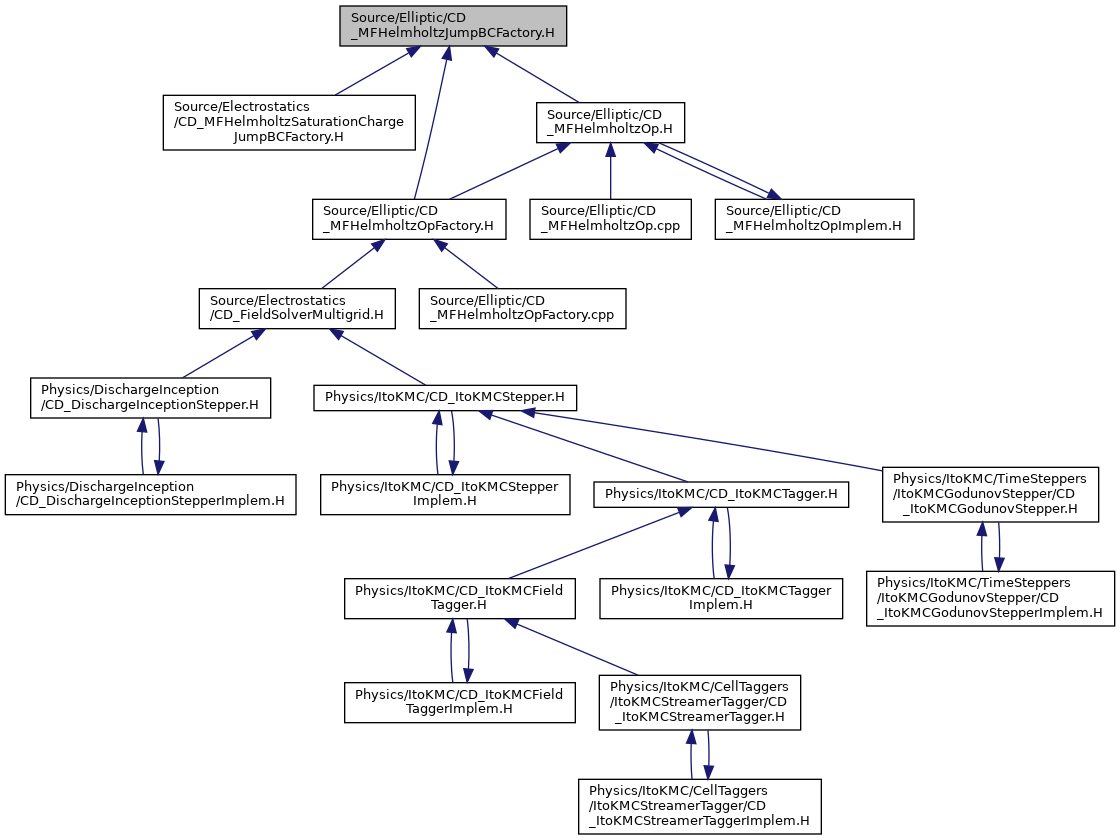 Source/Elliptic/CD
_MFHelmholtzJumpBCFactory.H
Source/Electrostatics
/CD_MFHelmholtzSaturationCharge
JumpBCFactory.H
Source/Elliptic/CD
_MFHelmholtzOp.H
Source/Elliptic/CD
_MFHelmholtzOpFactory.H
Source/Elliptic/CD
_MFHelmholtzOp.cpp
Source/Elliptic/CD
_MFHelmholtzOpImplem.H
Source/Electrostatics
/CD_FieldSolverMultigrid.H
Source/Elliptic/CD
_MFHelmholtzOpFactory.cpp
Physics/DischargeInception
/CD_DischargeInceptionStepper.H
Physics/ItoKMC/CD_ItoKMCStepper.H
Physics/DischargeInception
/CD_DischargeInceptionStepperImplem.H
Physics/ItoKMC/CD_ItoKMCStepper
Implem.H
Physics/ItoKMC/CD_ItoKMCTagger.H
Physics/ItoKMC/TimeSteppers
/ItoKMCGodunovStepper/CD
_ItoKMCGodunovStepper.H
Physics/ItoKMC/CD_ItoKMCField
Tagger.H
Physics/ItoKMC/CD_ItoKMCTagger
Implem.H
Physics/ItoKMC/TimeSteppers
/ItoKMCGodunovStepper/CD
_ItoKMCGodunovStepperImplem.H
Physics/ItoKMC/CD_ItoKMCField
TaggerImplem.H
Physics/ItoKMC/CellTaggers
/ItoKMCStreamerTagger/CD
_ItoKMCStreamerTagger.H
Physics/ItoKMC/CellTaggers
/ItoKMCStreamerTagger/CD
_ItoKMCStreamerTaggerImplem.H